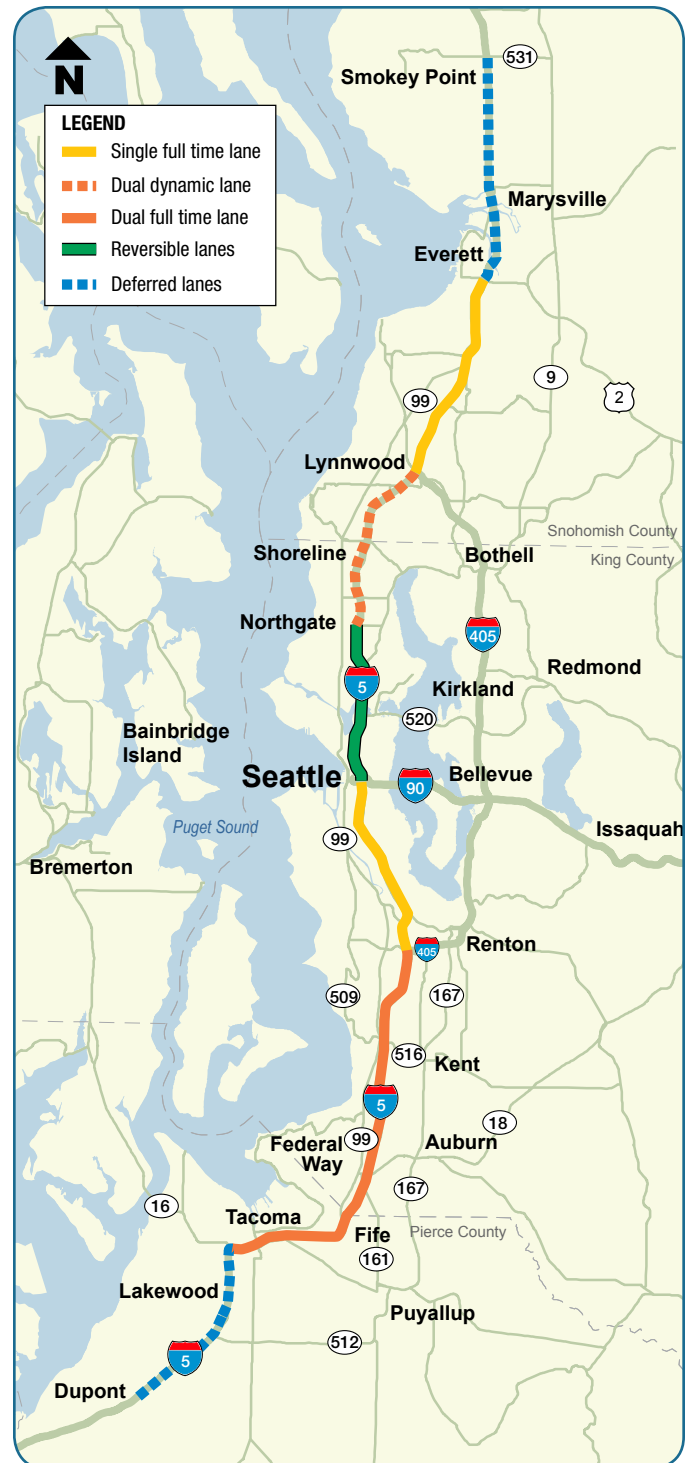 531
Smokey Point
N
LEGEND
Single full time lane
Dual dynamic lane
Dual full time lane
Reversible lanes
Deferred lanes
Marysville
Everett
9
2
99
Lynnwood
Snohomish County
Shoreline
Bothell
King County
Northgate
405
5
Redmond
Kirkland
520
Bainbridge
Island
Seattle
90
Bellevue
Puget Sound
99
Issaquah
Bremerton
405
Renton
509
167
516
Kent
5
18
Federal
Way
99
Auburn
167
16
Tacoma
Fife
Pierce County
161
Lakewood
Puyallup
512
5
Dupont